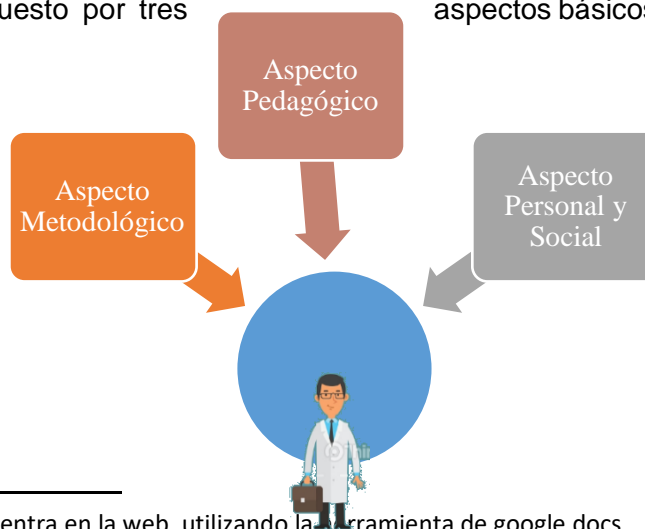 uesto por tres aspectos básicos
Aspecto
Pedagógico
Aspecto
Metodológico
Aspecto
Personal y
Social
entra en la web, utilizando la herramienta de google docs